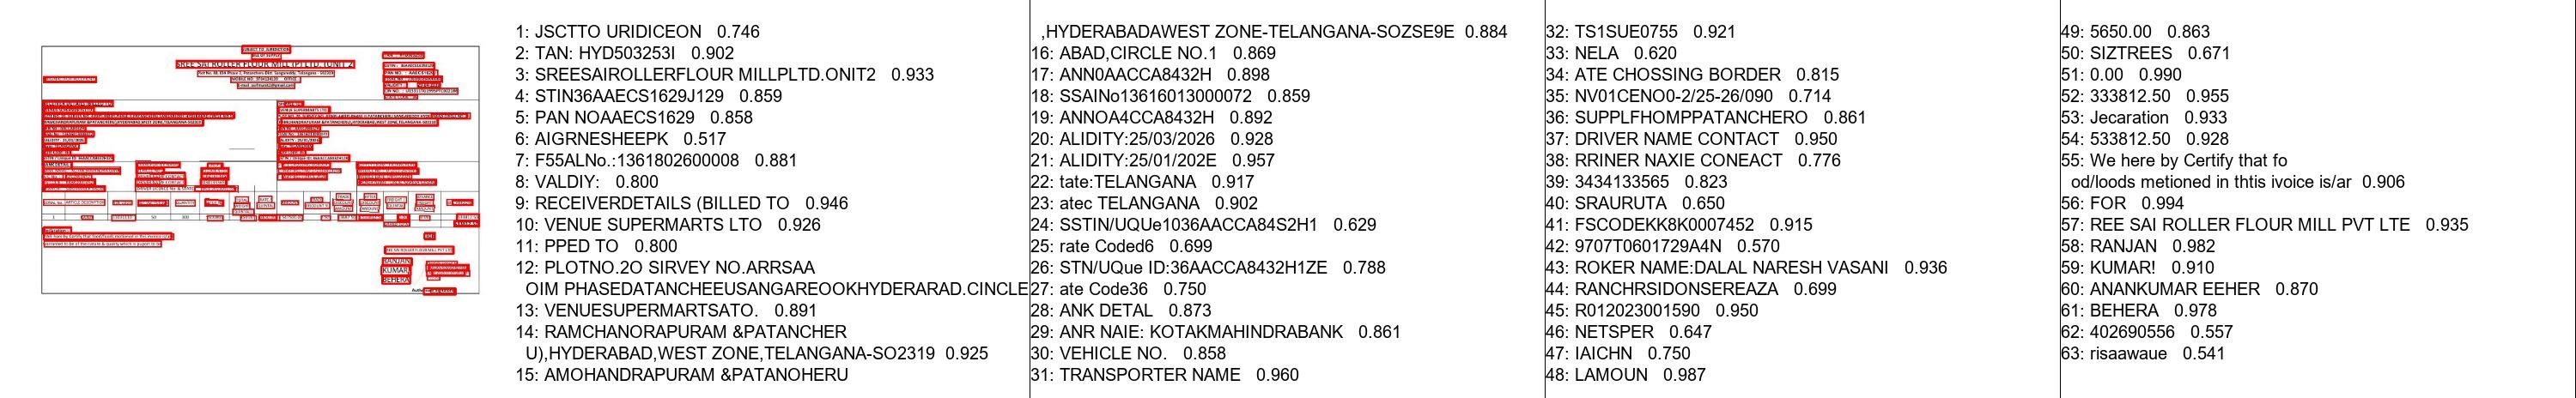 SREE SAI ROLLER FLOUR MILL PVT LTD. (UNIT 2
KUMAR
1: JSCTTO URIDICEON 0.746
2: TAN: HYD503253I 0.902
3: SREESAIROLLERFLOUR MILLPLTD.ONIT2 0.933
4: STIN36AAECS1629J129 0.859
5: PAN NOAAECS1629 0.858
6: AIGRNESHEEPK 0.517
7: F55ALNo.:1361802600008 0.881
8: VALDIY: 0.800
9: RECEIVERDETAILS (BILLED TO 0.946
10: VENUE SUPERMARTS LTO 0.926
11: PPED TO 0.800
12: PLOTNO.2O SIRVEY NO.ARRSAA
OIM PHASEDATANCHEEUSANGAREOOKHYDERARAD.CINCLE
13: VENUESUPERMARTSATO. 0.891
14: RAMCHANORAPURAM &PATANCHER
U),HYDERABAD,WEST ZONE,TELANGANA-SO2319 0.925
15: AMOHANDRAPURAM &PATANOHERU
,HYDERABADAWEST ZONE-TELANGANA-SOZSE9E 0.884
16: ABAD,CIRCLE NO.1 0.869
17: ANN0AACCA8432H 0.898
18: SSAINo13616013000072 0.859
19: ANNOA4CCA8432H 0.892
20: ALIDITY:25/03/2026 0.928
21: ALIDITY:25/01/202E 0.957
22: tate:TELANGANA 0.917
23: atec TELANGANA 0.902
24: SSTIN/UQUe1036AACCA84S2H1 0.629
25: rate Coded6 0.699
26: STN/UQue ID:36AACCA8432H1ZE 0.788
27: ate Code36 0.750
28: ANK DETAL 0.873
29: ANR NAIE: KOTAKMAHINDRABANK 0.861
30: VEHICLE NO. 0.858
31: TRANSPORTER NAME 0.960
32: TS1SUE0755 0.921
33: NELA 0.620
34: ATE CHOSSING BORDER 0.815
35: NV01CENO0-2/25-26/090 0.714
36: SUPPLFHOMPPATANCHERO 0.861
37: DRIVER NAME CONTACT 0.950
38: RRINER NAXIE CONEACT 0.776
39: 3434133565 0.823
40: SRAURUTA 0.650
41: FSCODEKK8K0007452 0.915
42: 9707T0601729A4N 0.570
43: ROKER NAME:DALAL NARESH VASANI 0.936
44: RANCHRSIDONSEREAZA 0.699
45: R012023001590 0.950
46: NETSPER 0.647
47: IAICHN 0.750
48: LAMOUN 0.987
49: 5650.00 0.863
50: SIZTREES 0.671
51: 0.00 0.990
52: 333812.50 0.955
53: Jecaration 0.933
54: 533812.50 0.928
55: We here by Certify that fo
od/loods metioned in thtis ivoice is/ar 0.906
56: FOR 0.994
57: REE SAI ROLLER FLOUR MILL PVT LTE 0.935
58: RANJAN 0.982
59: KUMAR! 0.910
60: ANANKUMAR EEHER 0.870
61: BEHERA 0.978
62: 402690556 0.557
63: risaawaue 0.541